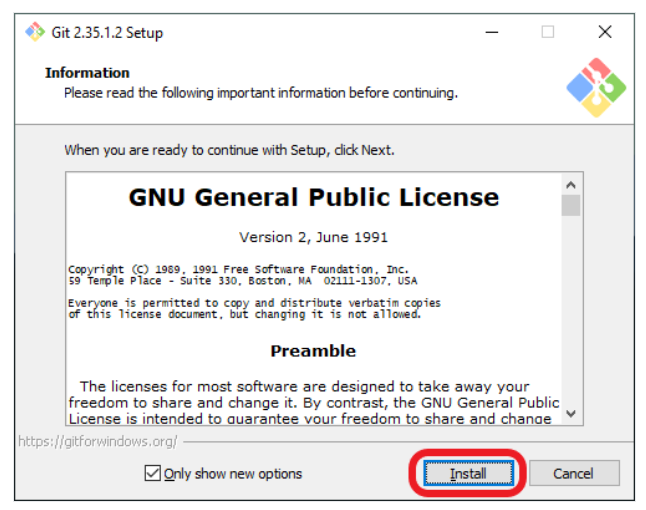 Git 2.35.1.2 Setup
Information
Please read the following important information before continuing.
When you are ready to continue with Setup, click Next.
GNU General Public License
Version 2, June 1991
Copyright (C) 1989, 1991 Free Software Foundation, Inc.
59 Temple Place - Suite 330, Boston, MA  02111-1307, USA
Everyone is permitted to copy and distribute verbatim copies
of this license document, but changing it is not allowed.
Preamble
The licenses for most software are designed to take away your
freedom to share and change it. By contrast, the GNU General Public
License is intended to guarantee your freedom to share and change
https://gitforwindows.org/
Only show new options
Install
Cancel